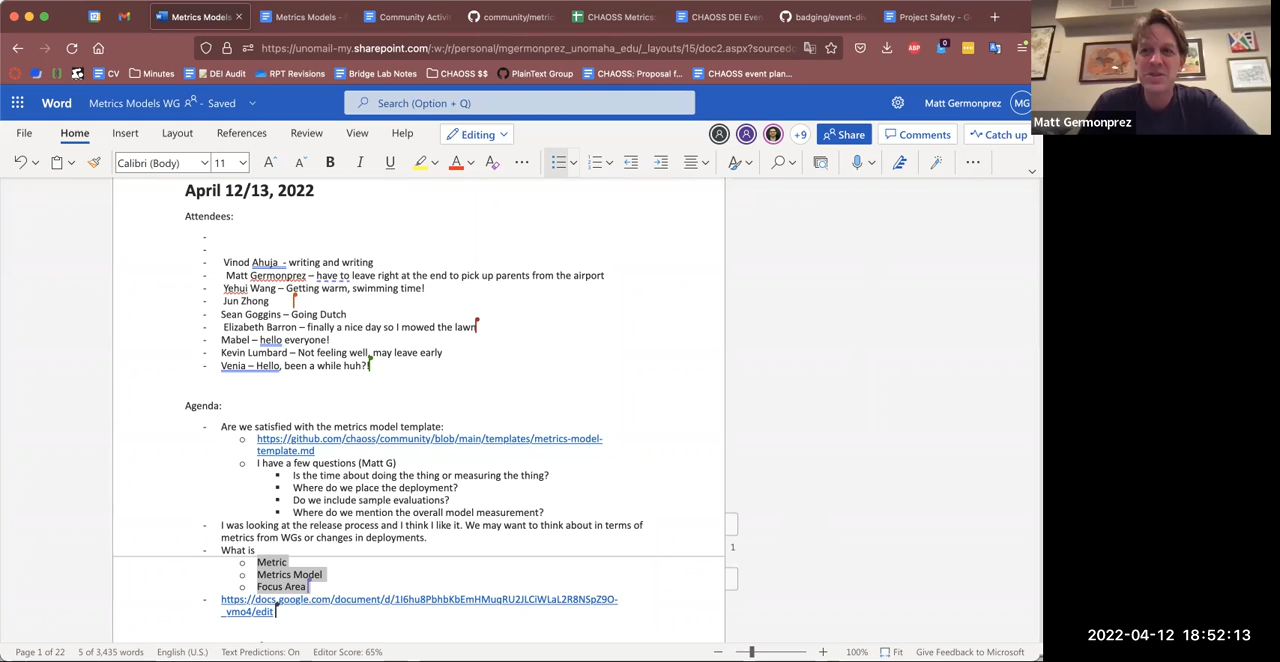 Metrics Models
Metrics Models -
Community Activi
community/metric
CHAOSS Metrics:
CHAOSS DEI Even
badging/event-div
Project Safety - G
https://unomail-my.sharepoint.com/:w:/r/personal/mgermonprez_unomaha_edu/_layouts/15/doc2.aspx?sourcedo
ABP
0
CV
Minutes
DEI Audit
RPT Revisions
Bridge Lab Notes
CHAOSS $$
PlainText Group
CHAOSS: Proposal f...
CHAOSS event plan...
Word
Metrics Models WG
- Saved
Search (Option + Q)
Matt Germonprez
MG
Matt Germonprez
File
Home
Insert
Layout
References
Review
View
Help
Editing
+9
Share
Comments
Catch up
Calibri (Body)
11
B
I
U
April 12/13, 2022
Attendees:
-
-
- Vinod Ahuja - writing and writing
- Matt Germonprez – have to leave right at the end to pick up parents from the airport
- Yehui Wang – Getting warm, swimming time!
- Jun Zhong
- Sean Goggins – Going Dutch
- Elizabeth Barron – finally a nice day so I mowed the lawn
- Mabel – hello everyone!
- Kevin Lumbard – Not feeling well, may leave early
- Venia – Hello, been a while huh?!
Agenda:
- Are we satisfied with the metrics model template:
o https://github.com/chaoss/community/blob/main/templates/metrics-model-
template.md
o I have a few questions (Matt G)
▪ Is the time about doing the thing or measuring the thing?
▪ Where do we place the deployment?
▪ Do we include sample evaluations?
▪ Where do we mention the overall model measurement?
- I was looking at the release process and I think I like it. We may want to think about in terms of
metrics from WGs or changes in deployments.
- What is
o Metric
o Metrics Model
o Focus Area
- https://docs.google.com/document/d/1I6hu8PbhbKbEmHMuqRU2JLCiWLaL2R8NSpZ9O-
_vmo4/edit
1
Page 1 of 22
5 of 3,435 words
English (U.S.)
Text Predictions: On
Editor Score: 65%
100%
Fit
Give Feedback to Microsoft
2022-04-12 18:52:13